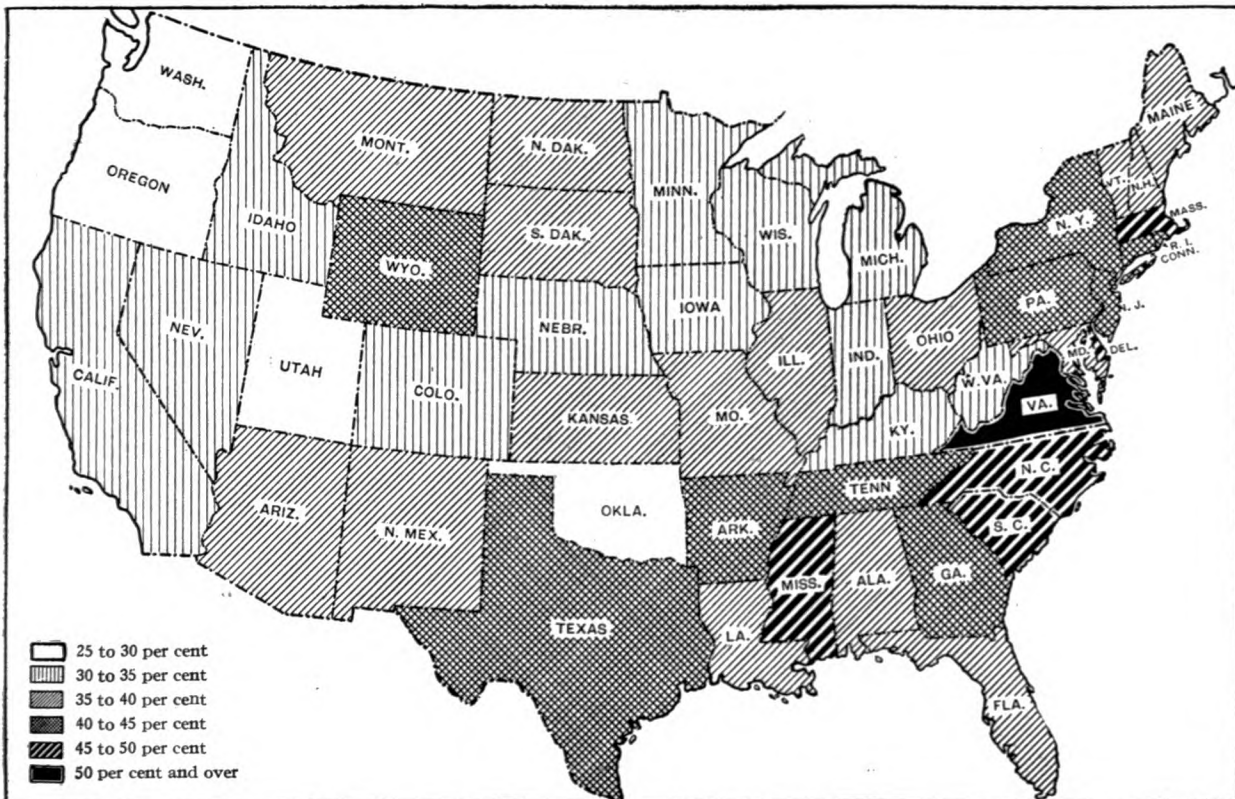 WASH.
OREGON
CALIF.
IDAHO
NEV.
UTAH
ARIZ.
MONT.
WYO.
COLO.
N. MEX.
N. DAK.
S. DAK.
NEBR.
KANSAS.
OKLA.
TEXAS
MINN.
IOWA
MO.
ARK.
LA.
WIS.
ILL.
MICH.
IND.
OHIO
KY.
TENN
MISS.
ALA.
GA.
FLA.
S. C.
N. C.
VA.
W. VA.
MD.
DEL.
PA.
N. J.
N. Y.
CONN.
R. I.
MASS.
VT.
N. H.
MAINE
25 to 30 per cent
30 to 35 per cent
35 to 40 per cent
40 to 45 per cent
45 to 50 per cent
50 per cent and over